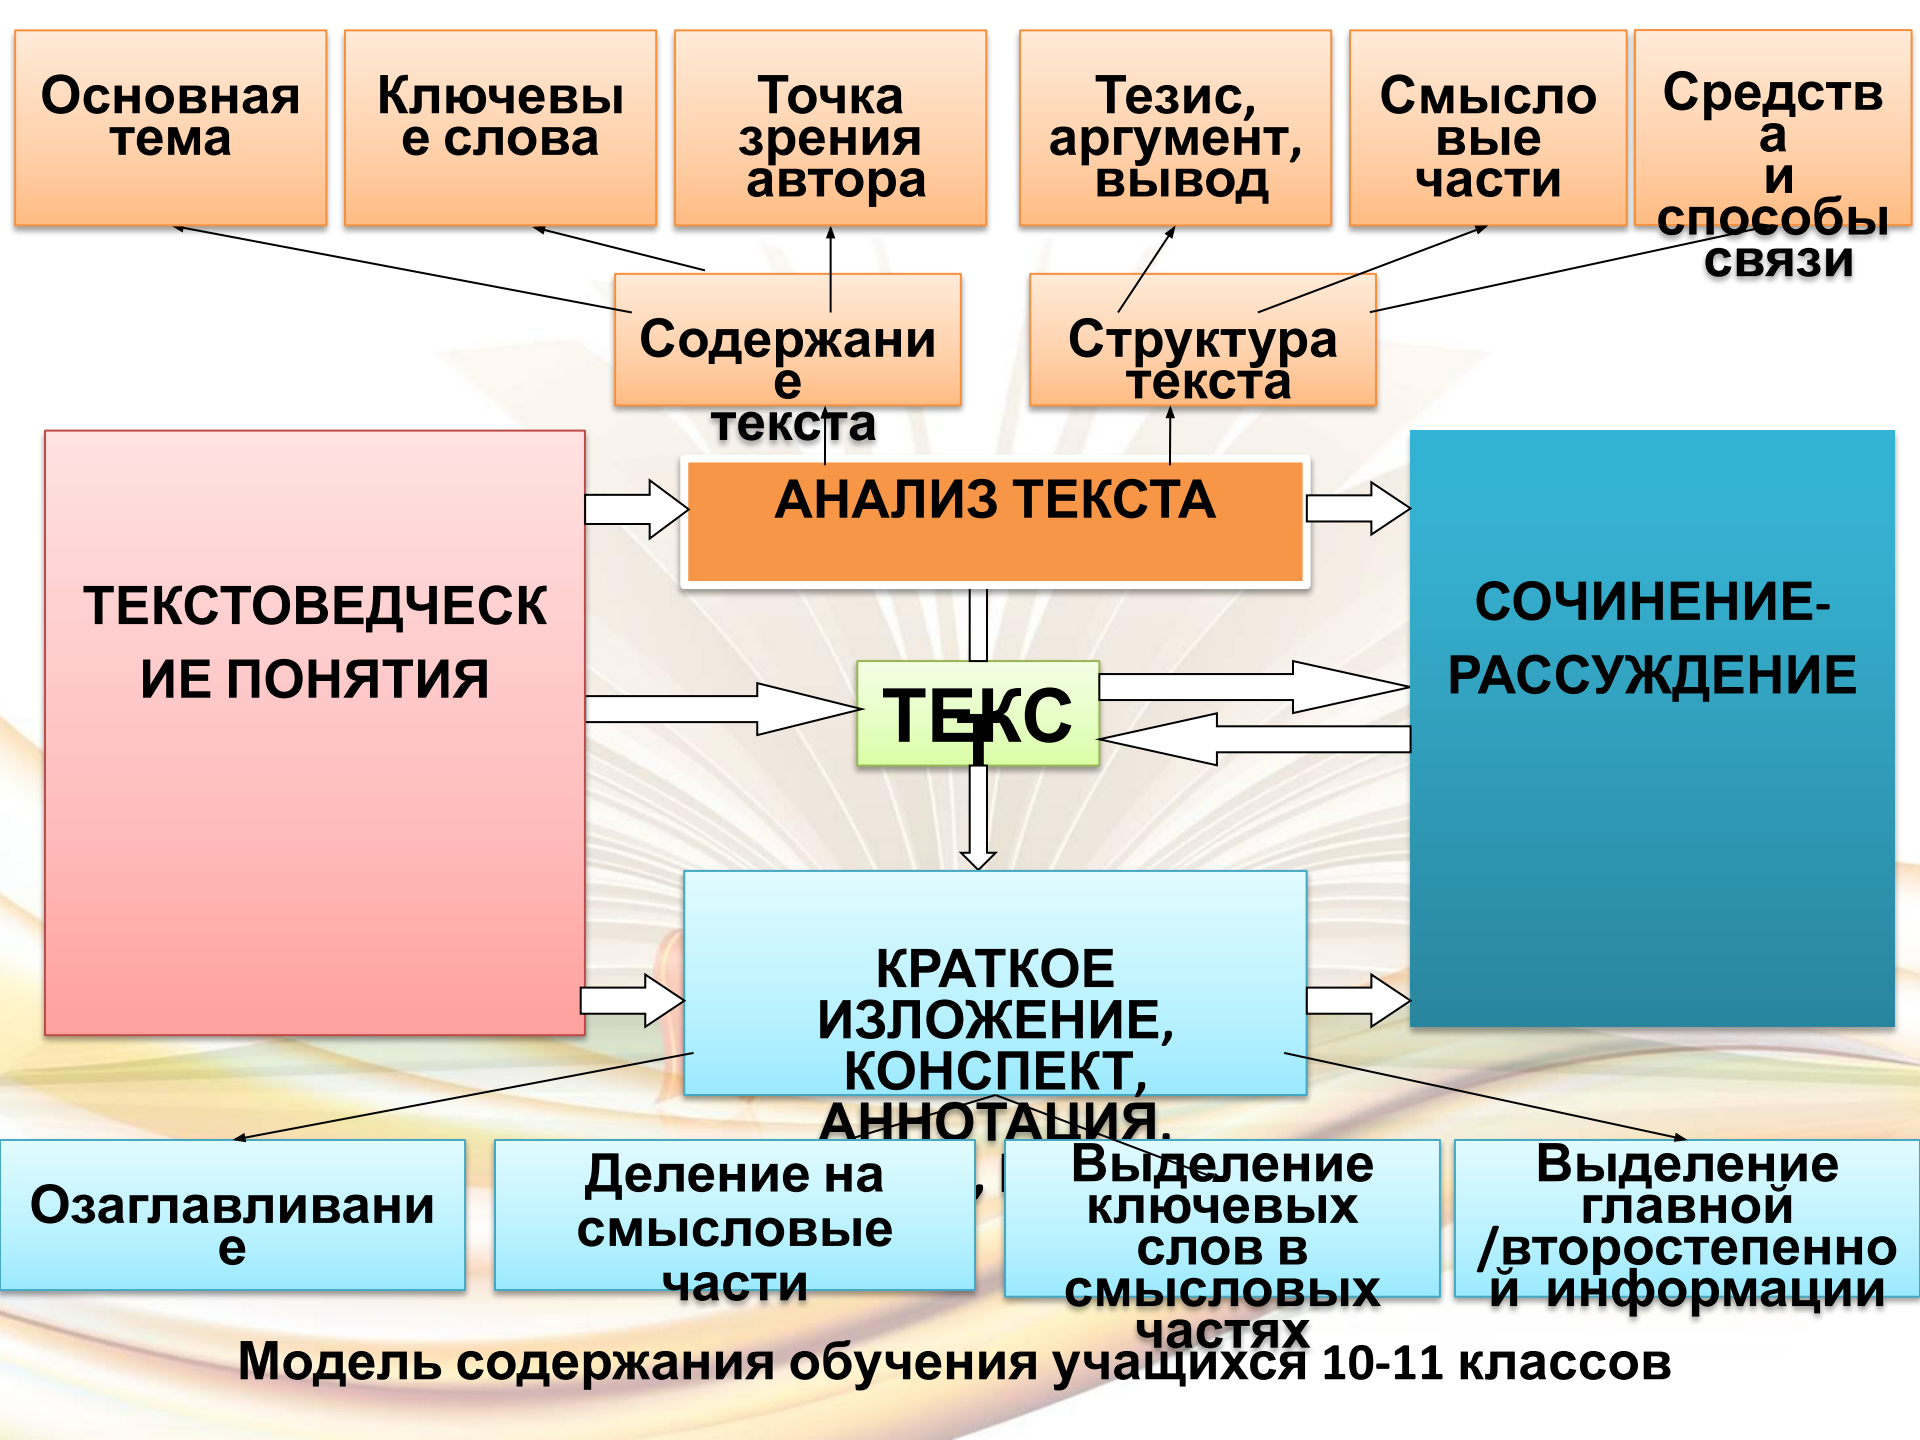 Основная
тема
Ключевы
е слова
Точка
зрения
автора
Тезис,
аргумент,
вывод
Смысло
вые
части
Средств
а
и
способы
связи
Содержани
е
текста
Структура
текста
АНАЛИЗ ТЕКСТА
ТЕКСТОВЕДЧЕСК
ИЕ ПОНЯТИЯ
СОЧИНЕНИЕ-
РАССУЖДЕНИЕ
ТЕКС
Т
КРАТКОЕ
ИЗЛОЖЕНИЕ,
КОНСПЕКТ,
АННОТАЦИЯ,
Озаглавливани
е
Деление на
смысловые
части
Выделение
ключевых
слов в
смысловых
частях
Выделение
главной
/второстепенно
й информации
Модель содержания обучения учащихся 10-11 классов